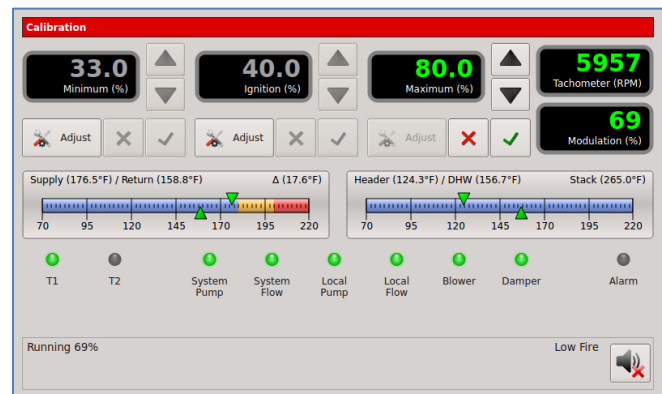 Calibration
33.0
Minimum (%)
40.0
Ignition (%)
80.0
Maximum (%)
5957
Tachometer (RPM)
69
Modulation (%)
Adjust
Adjust
Adjust
Supply (176.5°F) / Return (158.8°F) Δ (17.6°F)
70 95 120 145 170 195 220
Header (124.3°F) / DHW (156.7°F) Stack (265.0°F)
70 95 120 145 170 195 220
T1
T2
System
Pump
System
Flow
Local
Pump
Local
Flow
Blower
Damper
Alarm
Running 69%
Low Fire